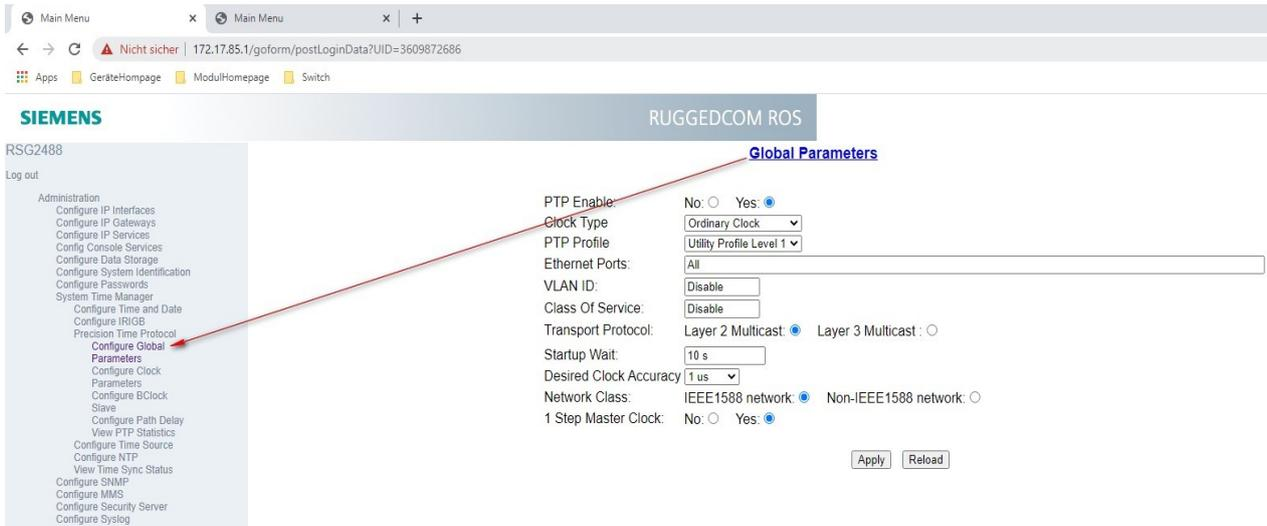 Main Menu
Main Menu
Nicht sicher | 172.17.85.1/goform/postLoginData?UID=3609872686
Apps GeräteHompage ModulHomepage Switch
SIEMENS
RUGGEDCOM ROS
RSG2488
Log out
Administration
Configure IP Interfaces
Configure IP Gateways
Configure IP Services
Config Console Services
Configure Data Storage
Configure System Identification
Configure Passwords
System Time Manager
Configure Time and Date
Configure IRIGB
Precision Time Protocol
Configure Global
Parameters
Configure Clock
Parameters
Configure BClock
Slave
Configure Path Delay
View PTP Statistics
Configure Time Source
Configure NTP
View Time Sync Status
Configure SNMP
Configure MMS
Configure Security Server
Configure Syslog
Global Parameters
PTP Enable: No: Yes:
Clock Type Ordinary Clock
PTP Profile Utility Profile Level 1
Ethernet Ports: All
VLAN ID: Disable
Class Of Service: Disable
Transport Protocol: Layer 2 Multicast: Layer 3 Multicast :
Startup Wait: 10 s
Desired Clock Accuracy 1 us
Network Class: IEEE1588 network: Non-IEEE1588 network:
1 Step Master Clock: No: Yes:
Apply Reload